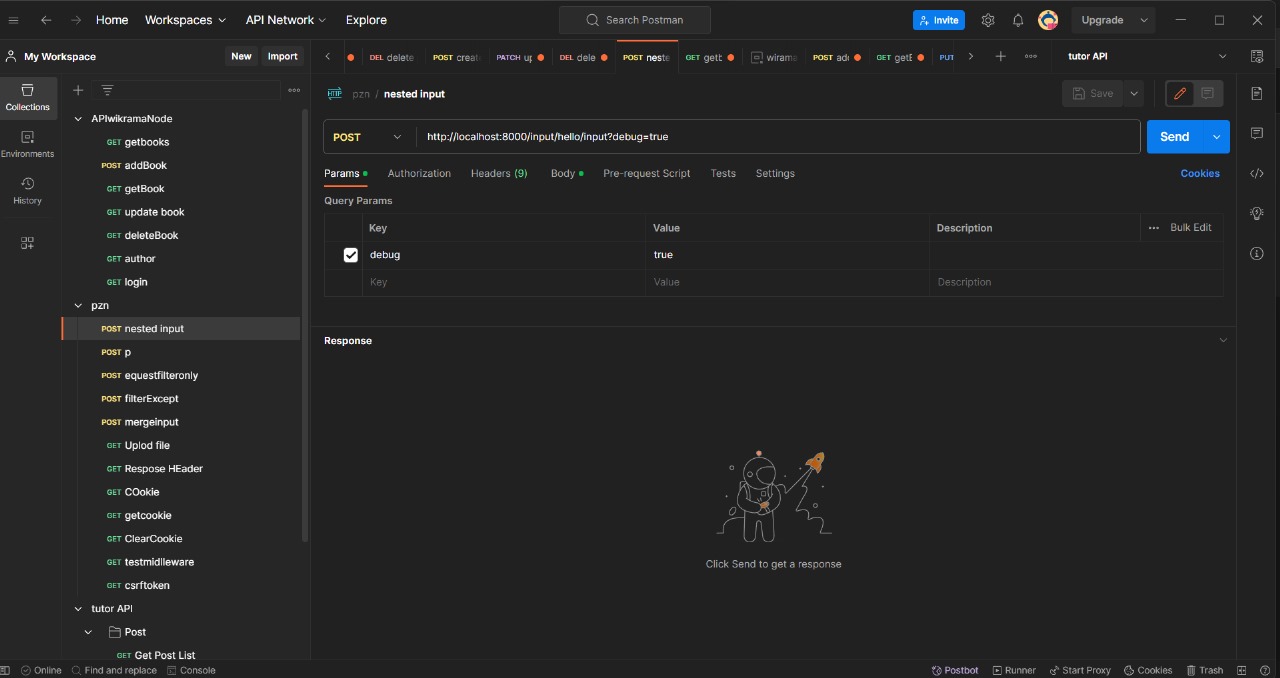 Home Workspaces API Network Explore Search Postman Invite Upgrade
My Workspace New Import DEL delete POST create PATCH up DEL dele POST neste GET getb wirama POST add GET getE PUT tutor API
Collections
Environments
History
APIwikramaNode
GET getbooks
POST addBook
GET getBook
GET update book
GET deleteBook
GET author
GET login
pzn
POST nested input
POST p
POST equestfilteronly
POST filterExcept
POST mergeinput
GET Uplod file
GET Respose HEader
GET COokie
GET getcookie
GET ClearCookie
GET testmidlleware
GET csrftoken
tutor API
Post
GET Get Post List
HTTP pzn / nested input Save
POST http://localhost:8000/input/hello/input?debug=true Send
Params Authorization Headers (9) Body Pre-request Script Tests Settings Cookies
Query Params
Key Value Description Bulk Edit
debug true
Key Value Description
Response
Click Send to get a response
Online Find and replace Console Postbot Runner Start Proxy Cookies Trash